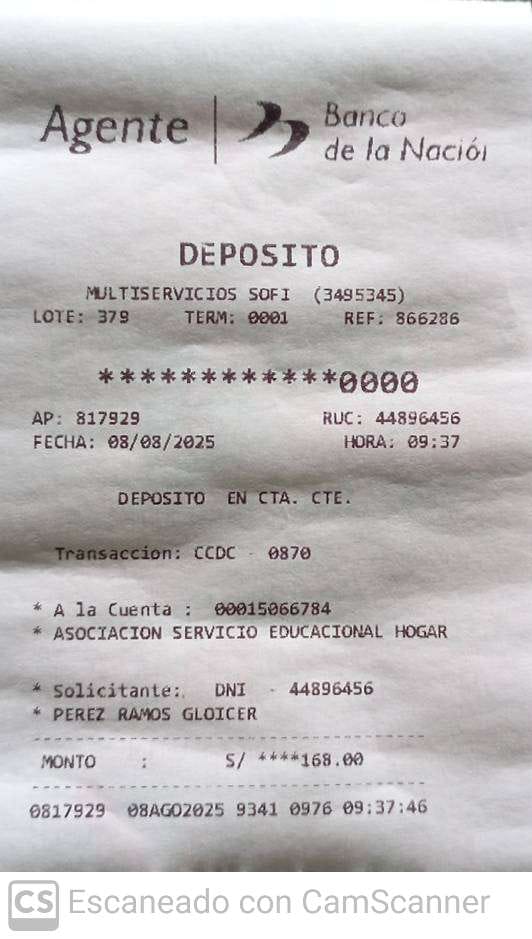 Agente | Banco
de la Nación
DEPOSITO
MULTISERVICIOS SOFI (3495345)
LOTE: 379 TERM: 0001 REF: 866286
************0000
AP: 817929 RUC: 44896456
FECHA: 08/08/2025 HORA: 09:37
DEPOSITO EN CTA. CTE.
Transaccion: CCDC - 0870
* A la Cuenta : 00015066784
* ASOCIACION SERVICIO EDUCACIONAL HOGAR
* Solicitante: DNI - 44896456
* PEREZ RAMOS GLOICER
MONTO : S/ ****168.00
0817929 08AGO2025 9341 0976 09:37:46
CS Escaneado con CamScanner